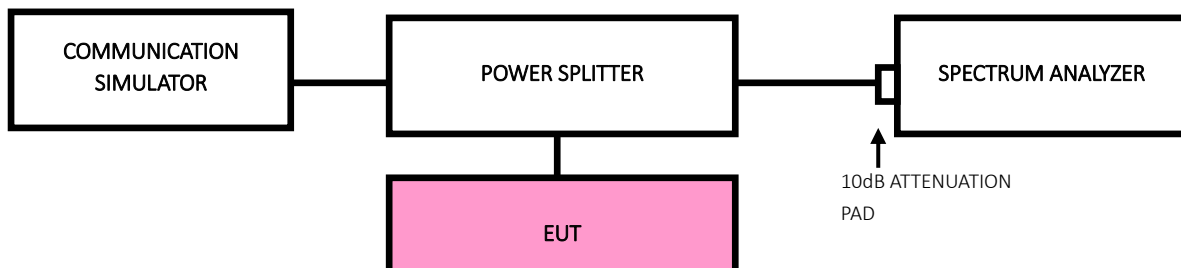 COMMUNICATION
SIMULATOR
POWER SPLITTER
SPECTRUM ANALYZER
10dB ATTENUATION
PAD
EUT